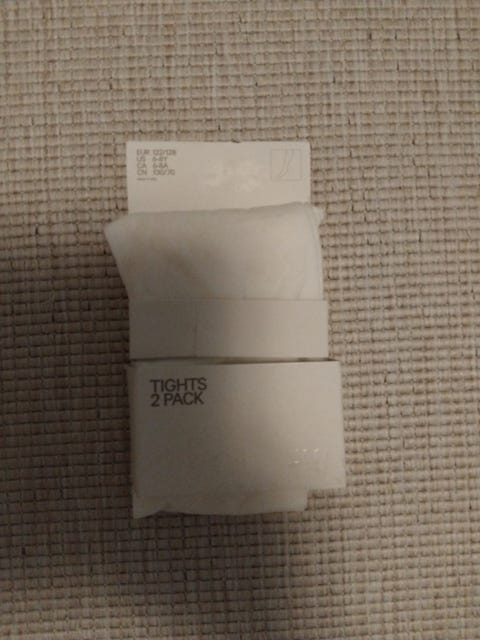 EUR 122/128
US 6-8Y
CA 6-8A
CN 130/70
TIGHTS
2 PACK